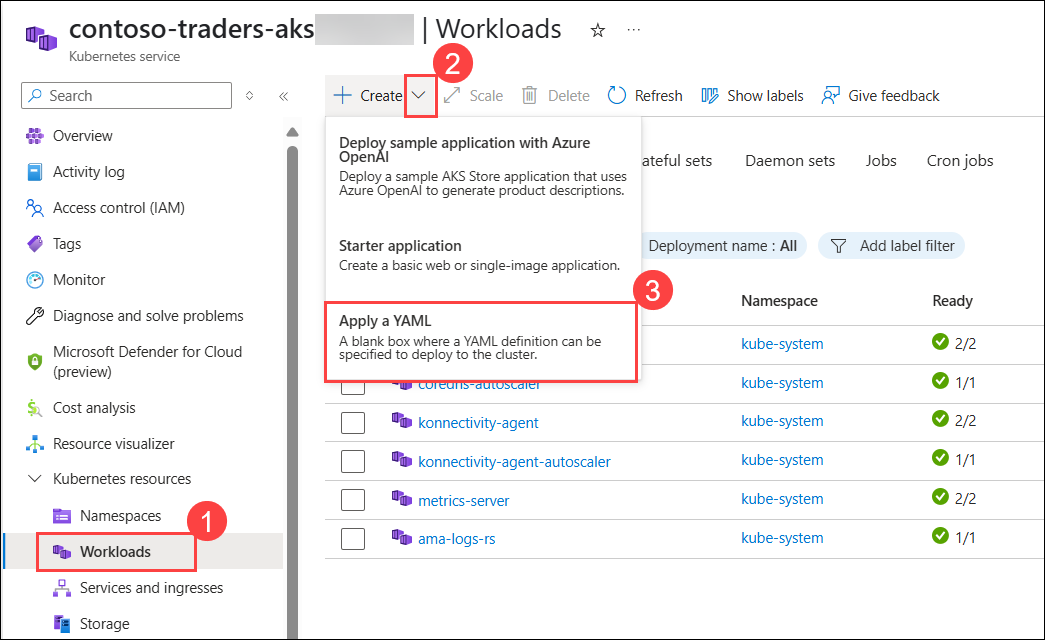 contoso-traders-aks | Workloads
Kubernetes service
2
Search
Create
Scale
Delete
Refresh
Show labels
Give feedback
Overview
Activity log
Access control (IAM)
Tags
Monitor
Diagnose and solve problems
Microsoft Defender for Cloud
(preview)
Cost analysis
Resource visualizer
Kubernetes resources
Namespaces
1
Workloads
Services and ingresses
Storage
Deploy sample application with Azure
OpenAI
Deploy a sample AKS Store application that uses
Azure OpenAI to generate product descriptions.
Starter application
Create a basic web or single-image application.
3
Apply a YAML
A blank box where a YAML definition can be
specified to deploy to the cluster.
ateful sets
Daemon sets
Jobs
Cron jobs
Deployment name : All
Add label filter
Namespace
Ready
kube-system
2/2
coredns-autoscaler
kube-system
1/1
konnectivity-agent
kube-system
2/2
konnectivity-agent-autoscaler
kube-system
1/1
metrics-server
kube-system
2/2
ama-logs-rs
kube-system
1/1